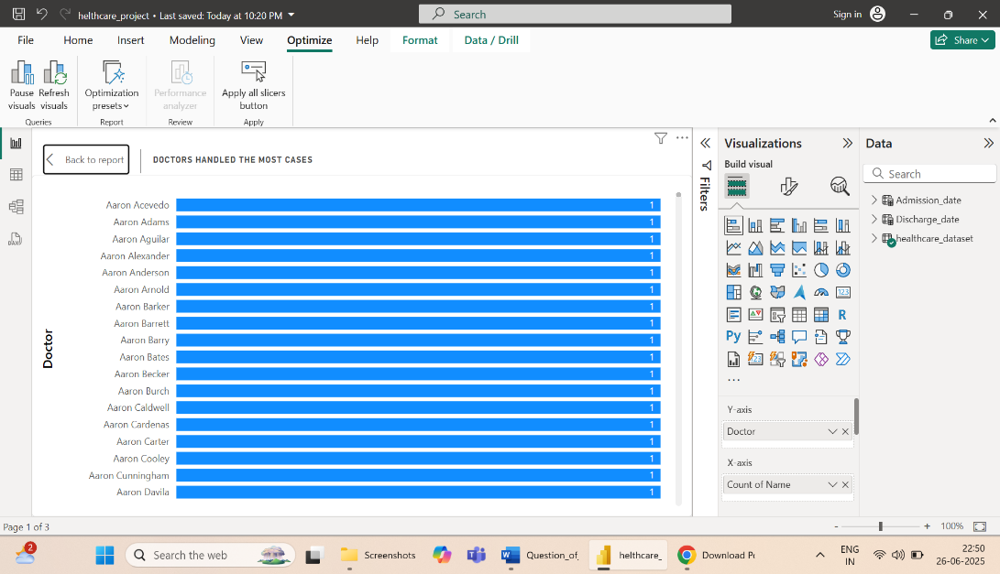 helthcare_project • Last saved: Today at 10:20 PM
Search
Sign in
File Home Insert Modeling View Optimize Help Format Data / Drill
Share
Pause visuals
Refresh visuals
Optimization presets
Performance analyzer
Apply all slicers button
Queries
Report
Review
Apply
Back to report
DOCTORS HANDLED THE MOST CASES
Doctor
Aaron Acevedo 1
Aaron Adams 1
Aaron Aguilar 1
Aaron Alexander 1
Aaron Anderson 1
Aaron Arnold 1
Aaron Barker 1
Aaron Barrett 1
Aaron Barry 1
Aaron Bates 1
Aaron Becker 1
Aaron Burch 1
Aaron Caldwell 1
Aaron Cardenas 1
Aaron Carter 1
Aaron Cooley 1
Aaron Cunningham 1
Aaron Davila 1
Filters
Visualizations
Build visual
123
R
Py
123
...
Y-axis
Doctor
X-axis
Count of Name
Data
Search
Admission_date
Discharge_date
healthcare_dataset
Page 1 of 3
- + 100%
2
Search the web
Screenshots
Question_of_
helthcare_
Download Po
ENG
IN
22:50
26-06-2025